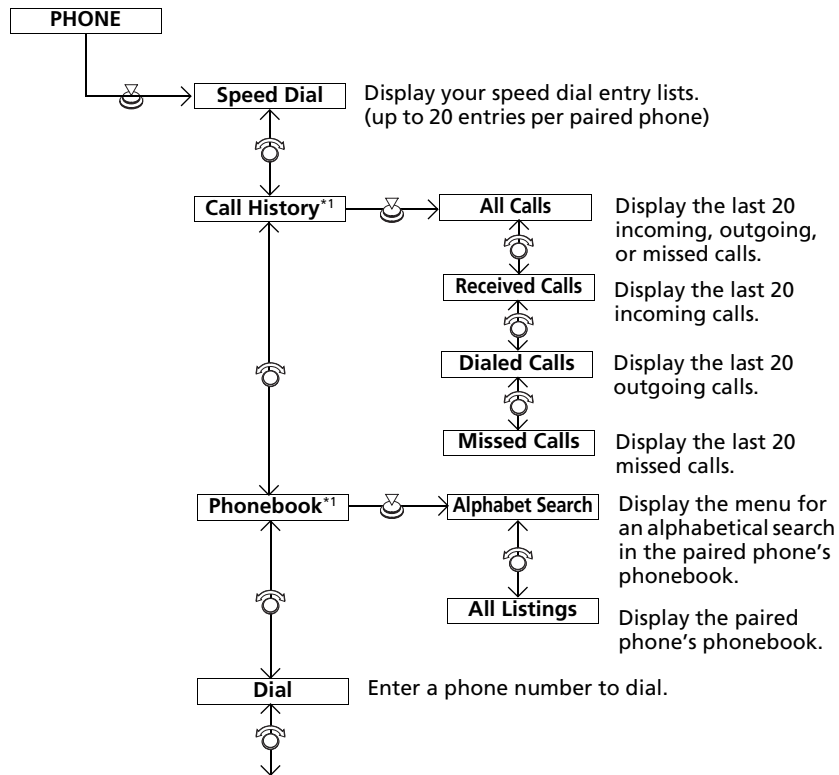 PHONE
Speed Dial
Display your speed dial entry lists.
(up to 20 entries per paired phone)
Call History*1
All Calls
Display the last 20
incoming, outgoing,
or missed calls.
Received Calls
Display the last 20
incoming calls.
Dialed Calls
Display the last 20
outgoing calls.
Missed Calls
Display the last 20
missed calls.
Phonebook*1
Alphabet Search
Display the menu for
an alphabetical search
in the paired phone's
phonebook.
All Listings
Display the paired
phone's phonebook.
Dial
Enter a phone number to dial.